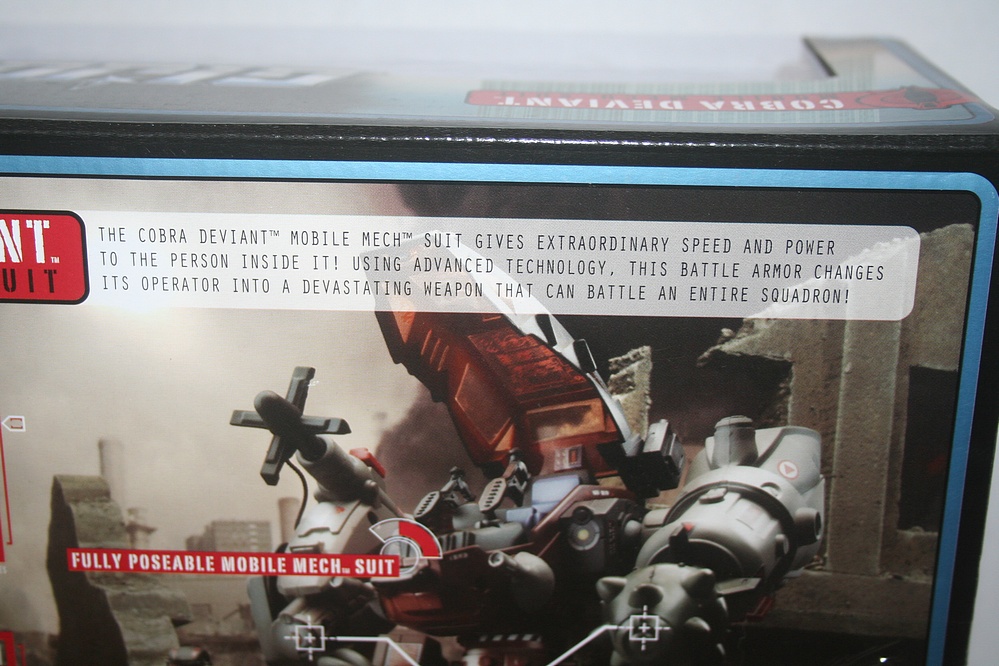 COBRA DEVIANT™
NT™
UIT
THE COBRA DEVIANT™ MOBILE MECH™ SUIT GIVES EXTRAORDINARY SPEED AND POWER
TO THE PERSON INSIDE IT! USING ADVANCED TECHNOLOGY, THIS BATTLE ARMOR CHANGES
ITS OPERATOR INTO A DEVASTATING WEAPON THAT CAN BATTLE AN ENTIRE SQUADRON!
FULLY POSEABLE MOBILE MECH™ SUIT